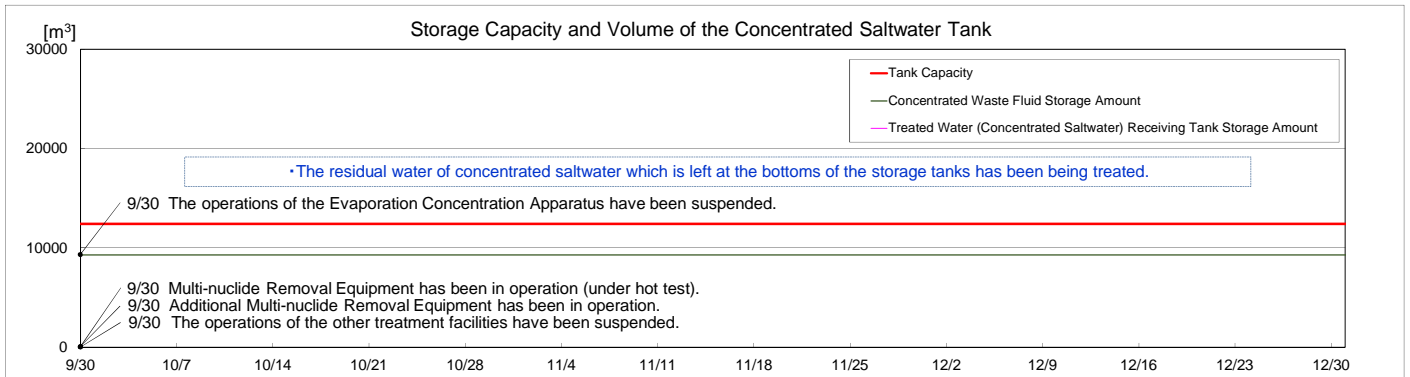 Storage Capacity and Volume of the Concentrated Saltwater Tank
[m³]
30000
Tank Capacity
Concentrated Waste Fluid Storage Amount
Treated Water (Concentrated Saltwater) Receiving Tank Storage Amount
20000
・The residual water of concentrated saltwater which is left at the bottoms of the storage tanks has been being treated.
9/30 The operations of the Evaporation Concentration Apparatus have been suspended.
10000
9/30 Multi-nuclide Removal Equipment has been in operation (under hot test).
9/30 Additional Multi-nuclide Removal Equipment has been in operation.
9/30 The operations of the other treatment facilities have been suspended.
0
9/30 10/7 10/14 10/21 10/28 11/4 11/11 11/18 11/25 12/2 12/9 12/16 12/23 12/30